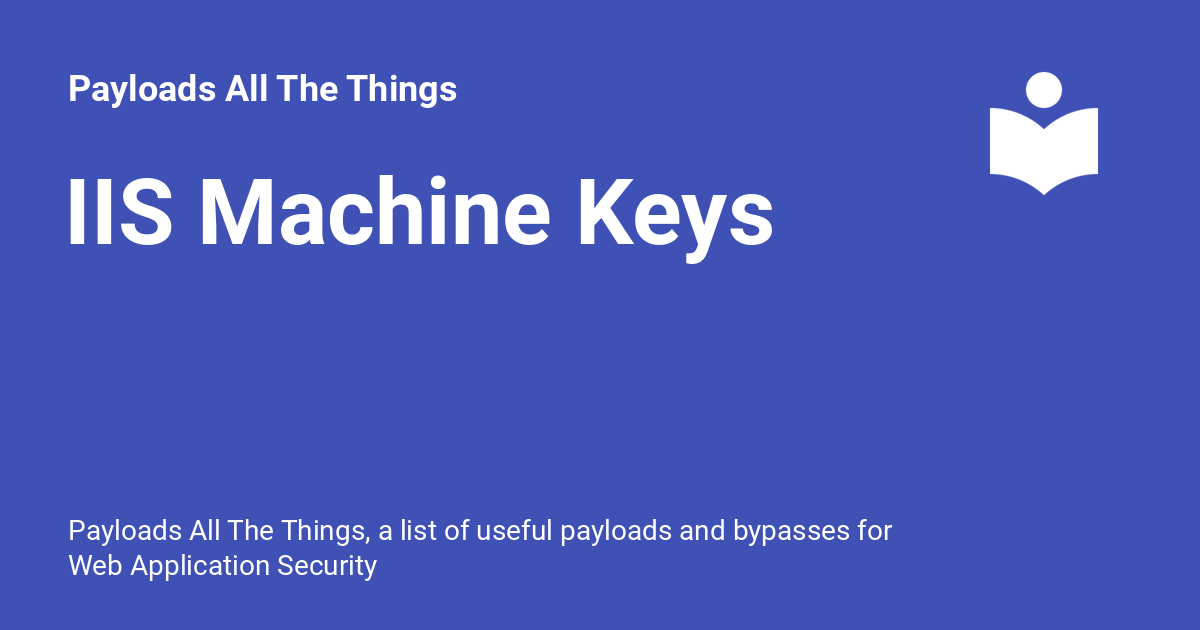 Payloads All The Things
IIS Machine Keys
Payloads All The Things, a list of useful payloads and bypasses for
Web Application Security